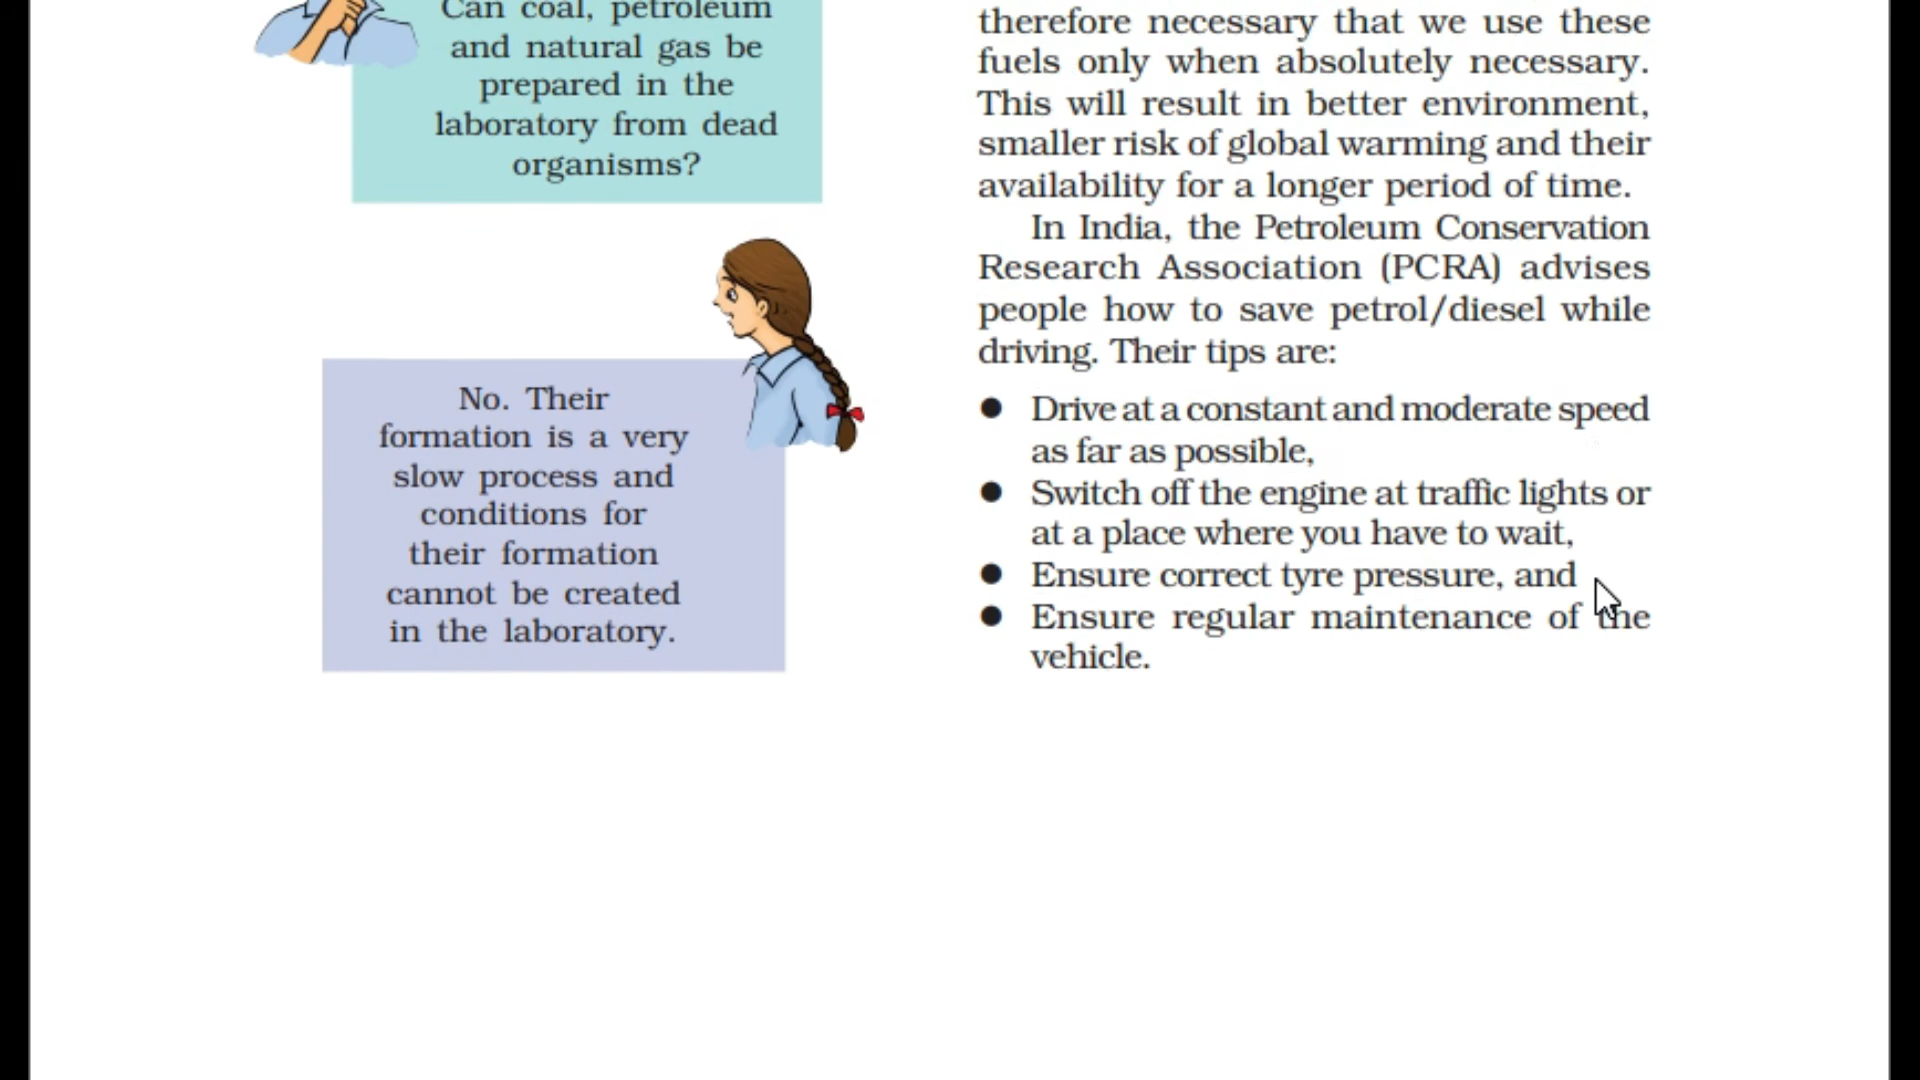 Can coal, petroleum
and natural gas be
prepared in the
laboratory from dead
organisms?
No. Their
formation is a very
slow process and
conditions for
their formation
cannot be created
in the laboratory.
therefore necessary that we use these
fuels only when absolutely necessary.
This will result in better environment,
smaller risk of global warming and their
availability for a longer period of time.
In India, the Petroleum Conservation
Research Association (PCRA) advises
people how to save petrol/diesel while
driving. Their tips are:
● Drive at a constant and moderate speed
as far as possible,
● Switch off the engine at traffic lights or
at a place where you have to wait,
● Ensure correct tyre pressure, and
● Ensure regular maintenance of the
vehicle.